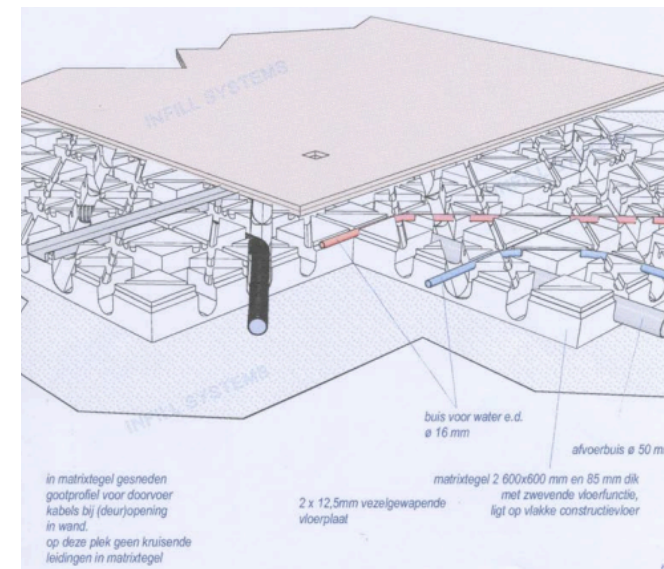 INFILL SYSTEMS
INFILL SYSTEMS
buis voor water e.d.
ø 16 mm
afvoerbuis ø 50 m
in matrixtegel gesneden
gootprofiel voor doorvoer
kabels bij (deur)opening
in wand.
op deze plek geen kruisende
leidingen in matrixtegel
2 x 12,5mm vezelgewapende
vloerplaat
matrixtegel 2 600x600 mm en 85 mm dik
met zwevende vloerfunctie,
ligt op vlakke constructievloer